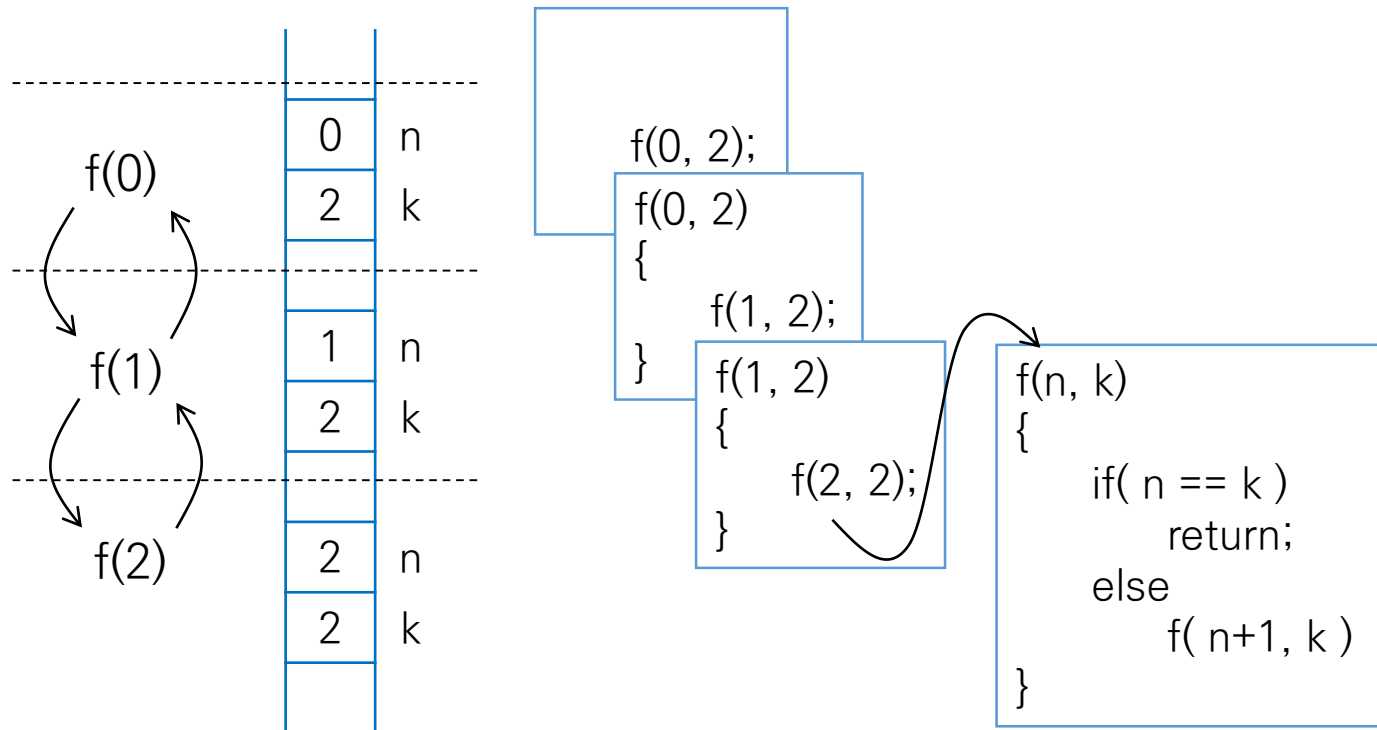 f(0)
f(1)
f(2)
0 n
2 k
1 n
2 k
2 n
2 k
f(0, 2);
f(0, 2)
{
f(1, 2);
}
f(1, 2)
{
f(2, 2);
}
f(n, k)
{
if( n == k )
return;
else
f( n+1, k )
}